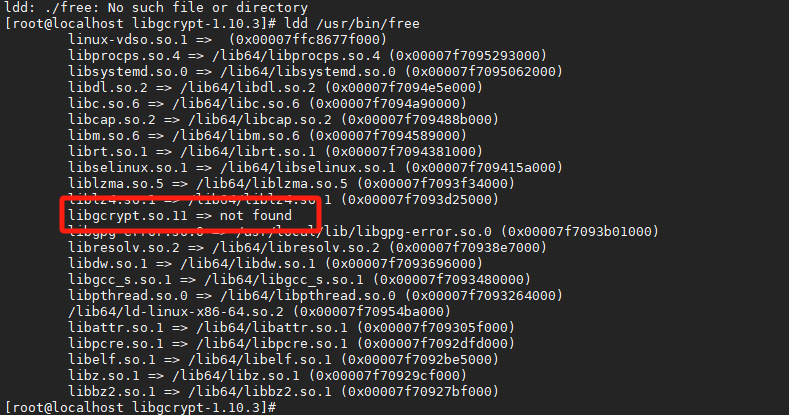 ldd: ./free: No such file or directory
[root@localhost libgcrypt-1.10.3]# ldd /usr/bin/free
linux-vdso.so.1 => (0x00007ffc8677f000)
libprocps.so.4 => /lib64/libprocps.so.4 (0x00007f7095293000)
libsystemd.so.0 => /lib64/libsystemd.so.0 (0x00007f7095062000)
libdl.so.2 => /lib64/libdl.so.2 (0x00007f7094e5e000)
libc.so.6 => /lib64/libc.so.6 (0x00007f7094a90000)
libcap.so.2 => /lib64/libcap.so.2 (0x00007f709488b000)
libm.so.6 => /lib64/libm.so.6 (0x00007f7094589000)
librt.so.1 => /lib64/librt.so.1 (0x00007f7094381000)
libselinux.so.1 => /lib64/libselinux.so.1 (0x00007f709415a000)
liblzma.so.5 => /lib64/liblzma.so.5 (0x00007f7093f34000)
liblz4.so.1 => /lib64/liblz4.so.1 (0x00007f7093d25000)
libgcrypt.so.11 => not found
libgpg-error.so.0 => /usr/local/lib/libgpg-error.so.0 (0x00007f7093b01000)
libresolv.so.2 => /lib64/libresolv.so.2 (0x00007f70938e7000)
libdw.so.1 => /lib64/libdw.so.1 (0x00007f7093696000)
libgcc_s.so.1 => /lib64/libgcc_s.so.1 (0x00007f7093480000)
libpthread.so.0 => /lib64/libpthread.so.0 (0x00007f7093264000)
/lib64/ld-linux-x86-64.so.2 (0x00007f70954ba000)
libattr.so.1 => /lib64/libattr.so.1 (0x00007f709305f000)
libpcre.so.1 => /lib64/libpcre.so.1 (0x00007f7092dfd000)
libelf.so.1 => /lib64/libelf.so.1 (0x00007f7092be5000)
libz.so.1 => /lib64/libz.so.1 (0x00007f70929cf000)
libbz2.so.1 => /lib64/libbz2.so.1 (0x00007f70927bf000)
[root@localhost libgcrypt-1.10.3]#